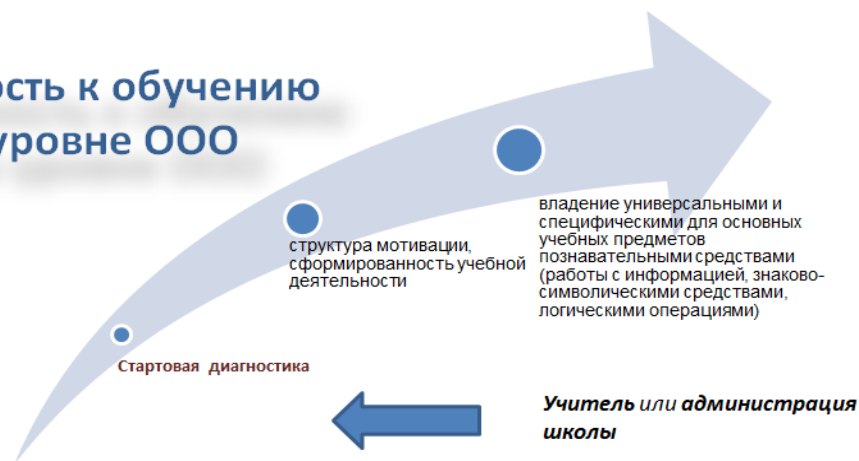 к обучению
уровне ООО
структура мотивации,
сформированность учебной
деятельности
владение универсальными и
специфическими для основных
учебных предметов
познавательными средствами
(работы с информацией, знаково-
символическими средствами,
логическими операциями)
Стартовая диагностика
Учитель или администрация
школы